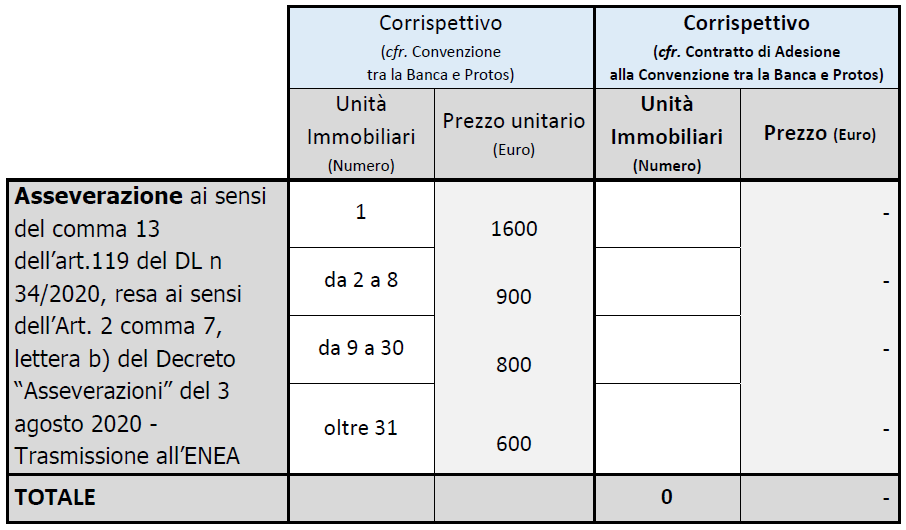 Corrispettivo
(cfr. Convenzione
tra la Banca e Protos)
Corrispettivo
(cfr. Contratto di Adesione
alla Convenzione tra la Banca e Protos)
Unità
Immobiliari
(Numero)
Prezzo unitario
(Euro)
Unità
Immobiliari
(Numero)
Prezzo (Euro)
Asseverazione ai sensi
del comma 13
dell’art.119 del DL n
34/2020, resa ai sensi
dell’Art. 2 comma 7,
lettera b) del Decreto
“Asseverazioni” del 3
agosto 2020 -
Trasmissione all’ENEA
1
1600
-
da 2 a 8
900
-
da 9 a 30
800
-
oltre 31
600
-
TOTALE
0
-